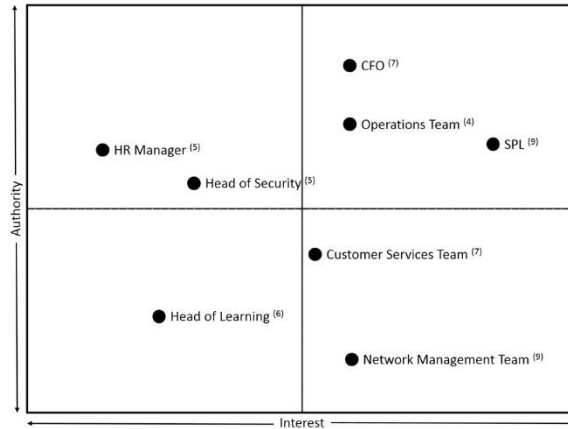 CFO (7)
Operations Team (4)
HR Manager (5)
SPL (9)
Head of Security (5)
Authority
Customer Services Team (7)
Head of Learning (6)
Network Management Team (9)
Interest